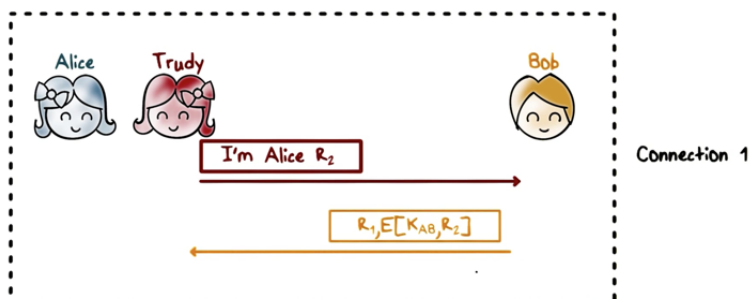 Alice
Trudy
Bob
I'm Alice R₂
Connection 1
R₁,E[K_AB,R₂]